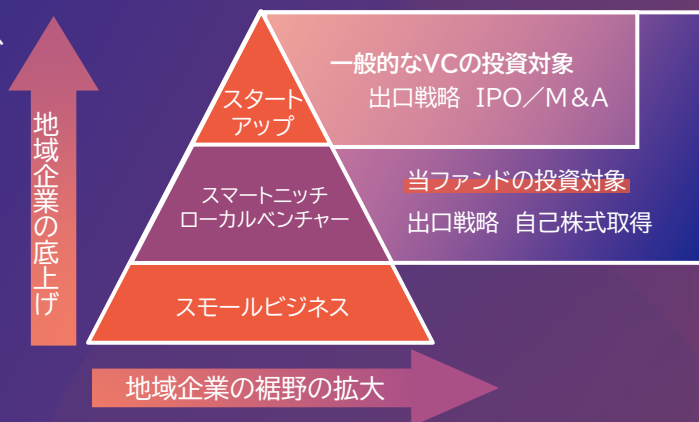 一般的なVCの投資対象
出口戦略 IPO／M＆A
スタート
アップ
地域企業の底上げ
当ファンドの投資対象
出口戦略 自己株式取得
スマートニッチ
ローカルベンチャー
スモールビジネス
地域企業の裾野の拡大